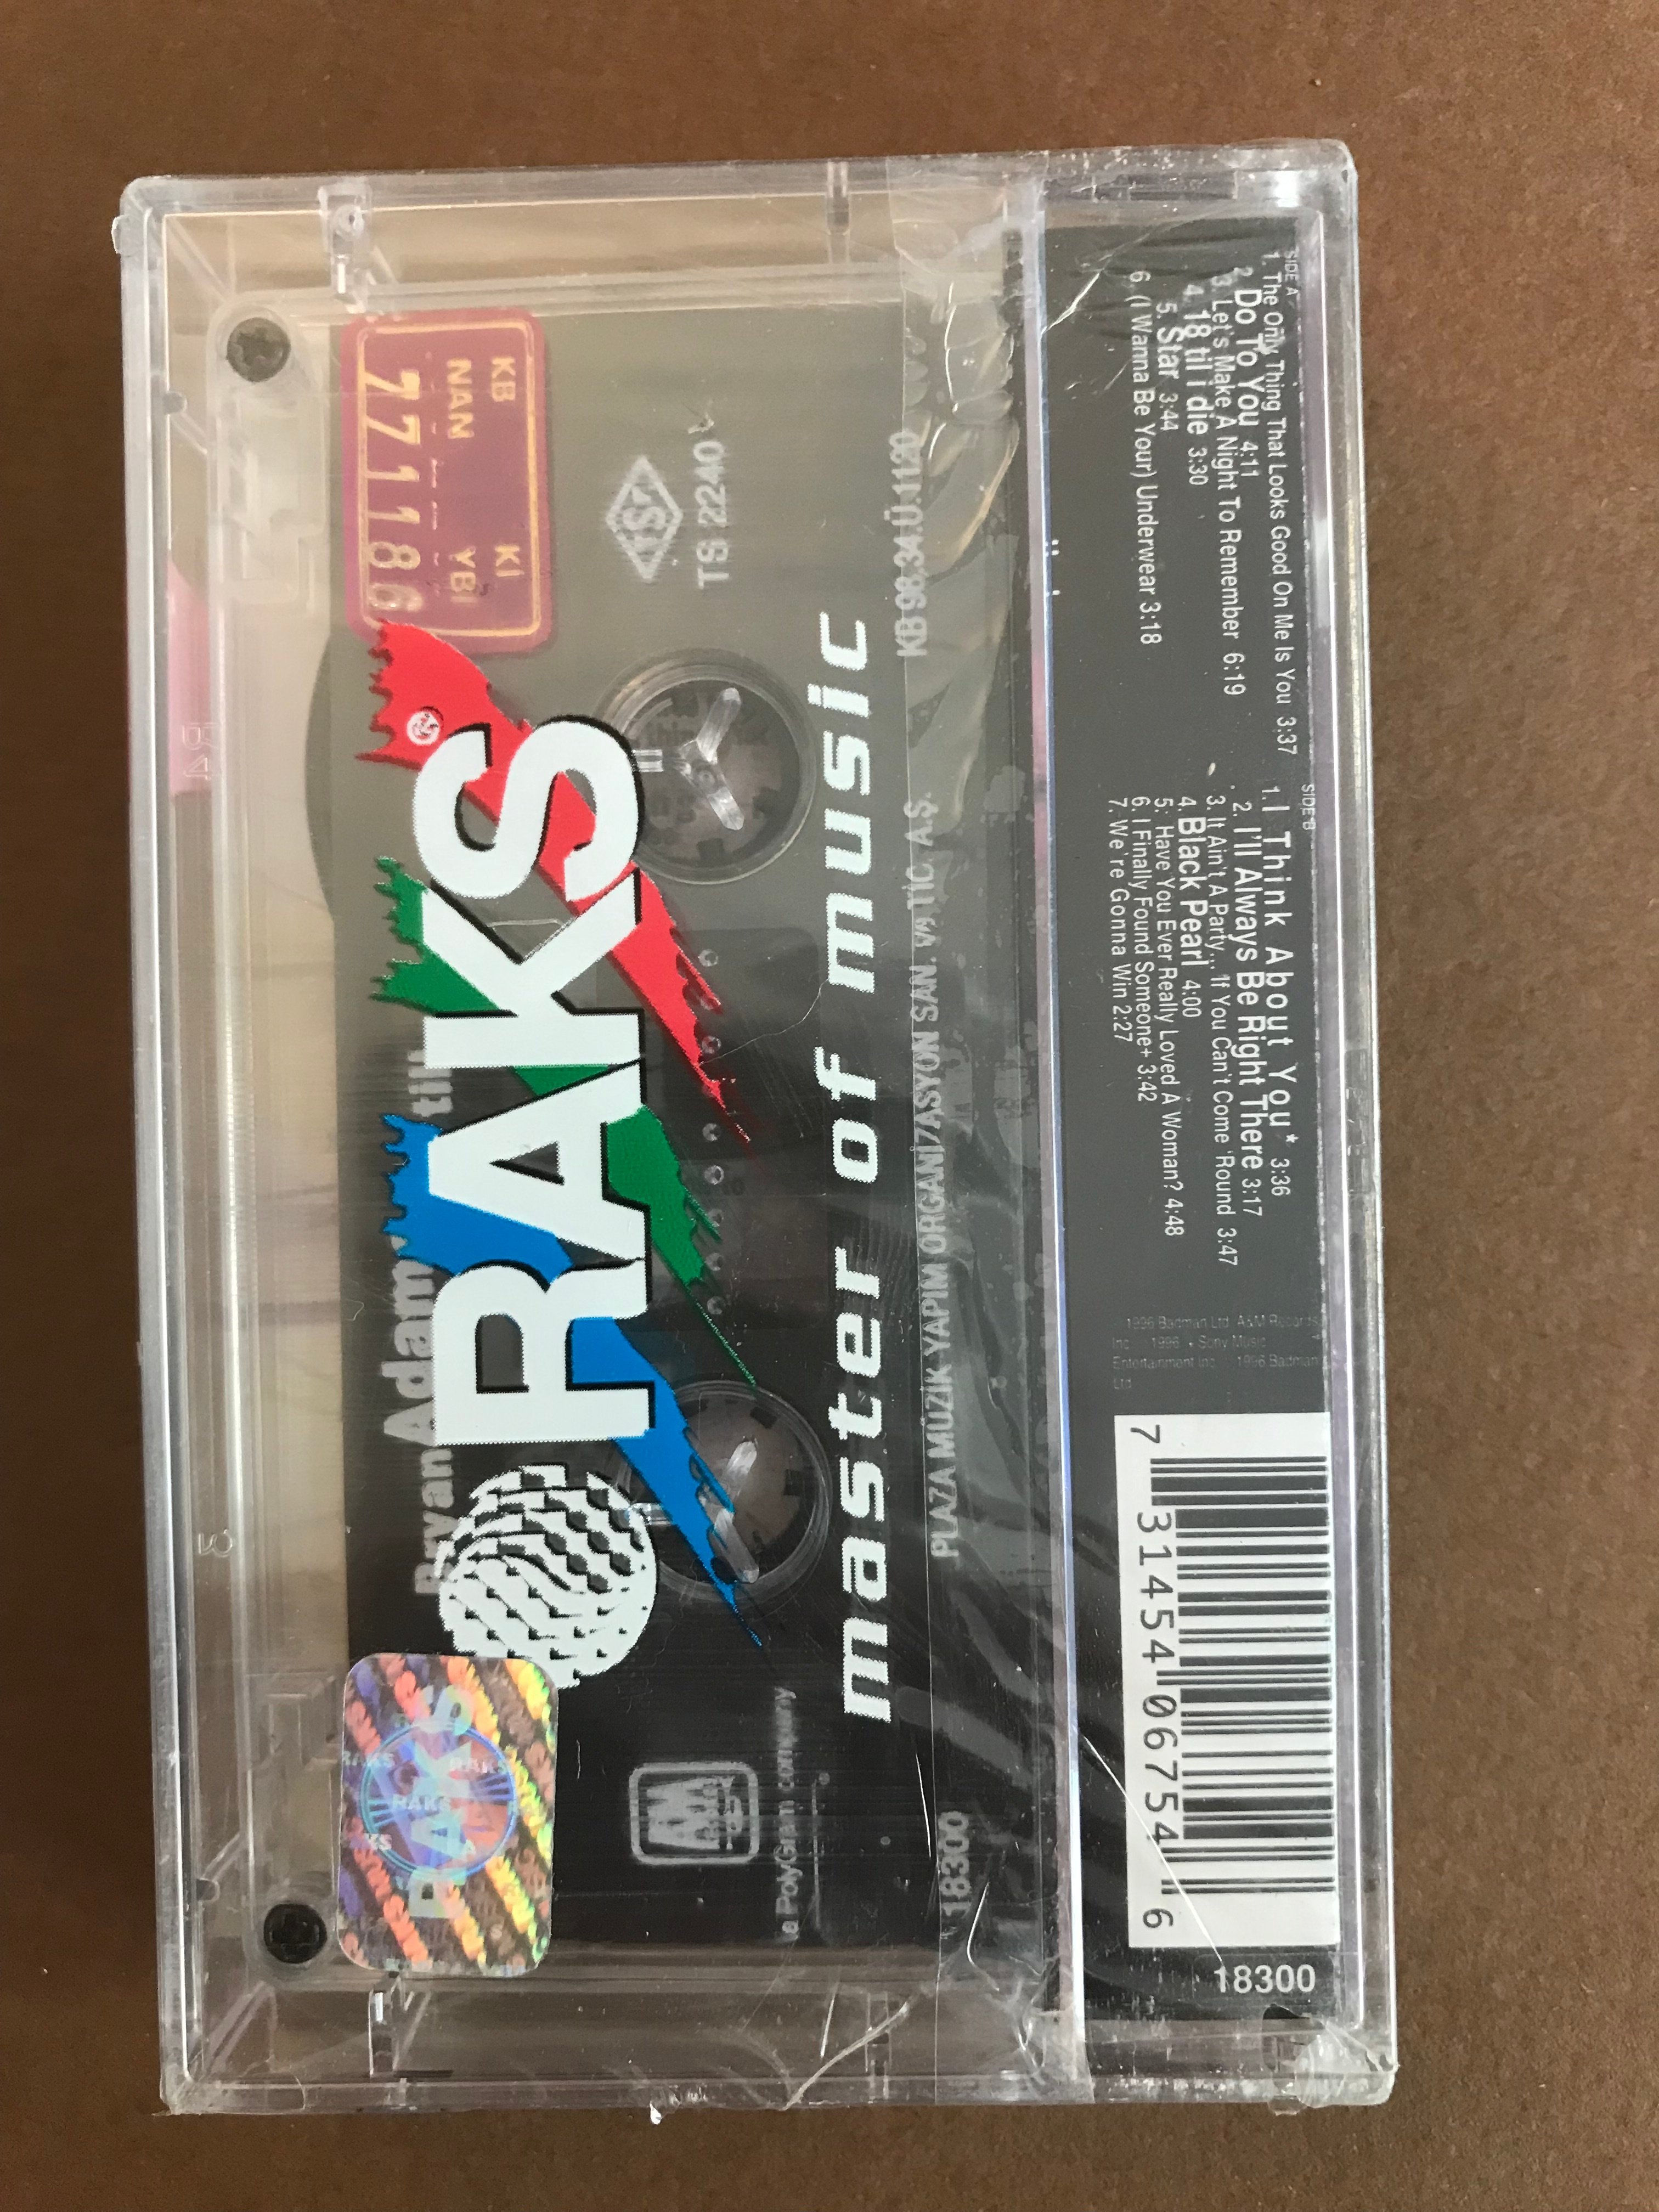 SIDE A
1. The Only Thing That Looks Good On Me Is You 3:37
2. Do To You 4:11
3. Let's Make A Night To Remember 6:19
4. 18 til i die 3:30
5. Star 3:44
6. (I Wanna Be Your) Underwear 3:18
SIDE B
1. I Think About You* 3:36
2. I'll Always Be Right There 3:17
3. It Ain't A Party... If You Can't Come 'Round 3:47
4. Black Pearl 4:00
5. Have You Ever Really Loved A Woman? 4:48
6. I Finally Found Someone+ 3:42
7. We're Gonna Win 2:27
1996 Badman Ltd. A&M Records,
Inc. 1996 Sony Music
Entertainment Inc. 1996 Badman
Ltd
7 31454 06754 6
18300
master of music
RAKS
KB KI
NAN YBI
771186
RAKS
RAKS
RAKS
TS 2240
TSE
KB.96.34.Ü.119
PLAZA MÜZİK YAPIM ORGANİZASYON SAN. ve TİC. A.Ş.
18300
a PolyGram company
Bryan Adams